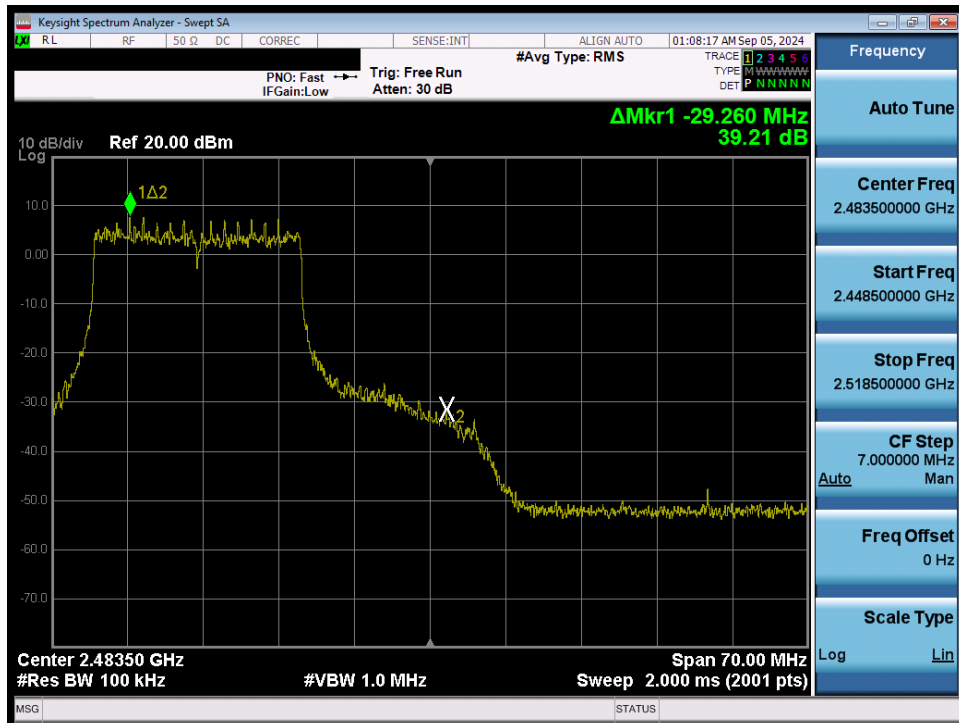 Keysight Spectrum Analyzer - Swept SA
LXI RL RF 50 Ω DC CORREC SENSE:INT ALIGN AUTO 01:08:17 AM Sep 05, 2024
PNO: Fast Trig: Free Run #Avg Type: RMS TRACE 1 2 3 4 5 6
IFGain:Low Atten: 30 dB TYPE M WWWWW
DET P N N N N N
ΔMkr1 -29.260 MHz
39.21 dB
10 dB/div Ref 20.00 dBm
Log
1Δ2
10.0
0.00
-10.0
-20.0
-30.0
X2
-40.0
-50.0
-60.0
-70.0
Center 2.48350 GHz Span 70.00 MHz
#Res BW 100 kHz #VBW 1.0 MHz Sweep 2.000 ms (2001 pts)
MSG STATUS
Frequency
Auto Tune
Center Freq
2.483500000 GHz
Start Freq
2.448500000 GHz
Stop Freq
2.518500000 GHz
CF Step
7.000000 MHz
Auto Man
Freq Offset
0 Hz
Scale Type
Log Lin